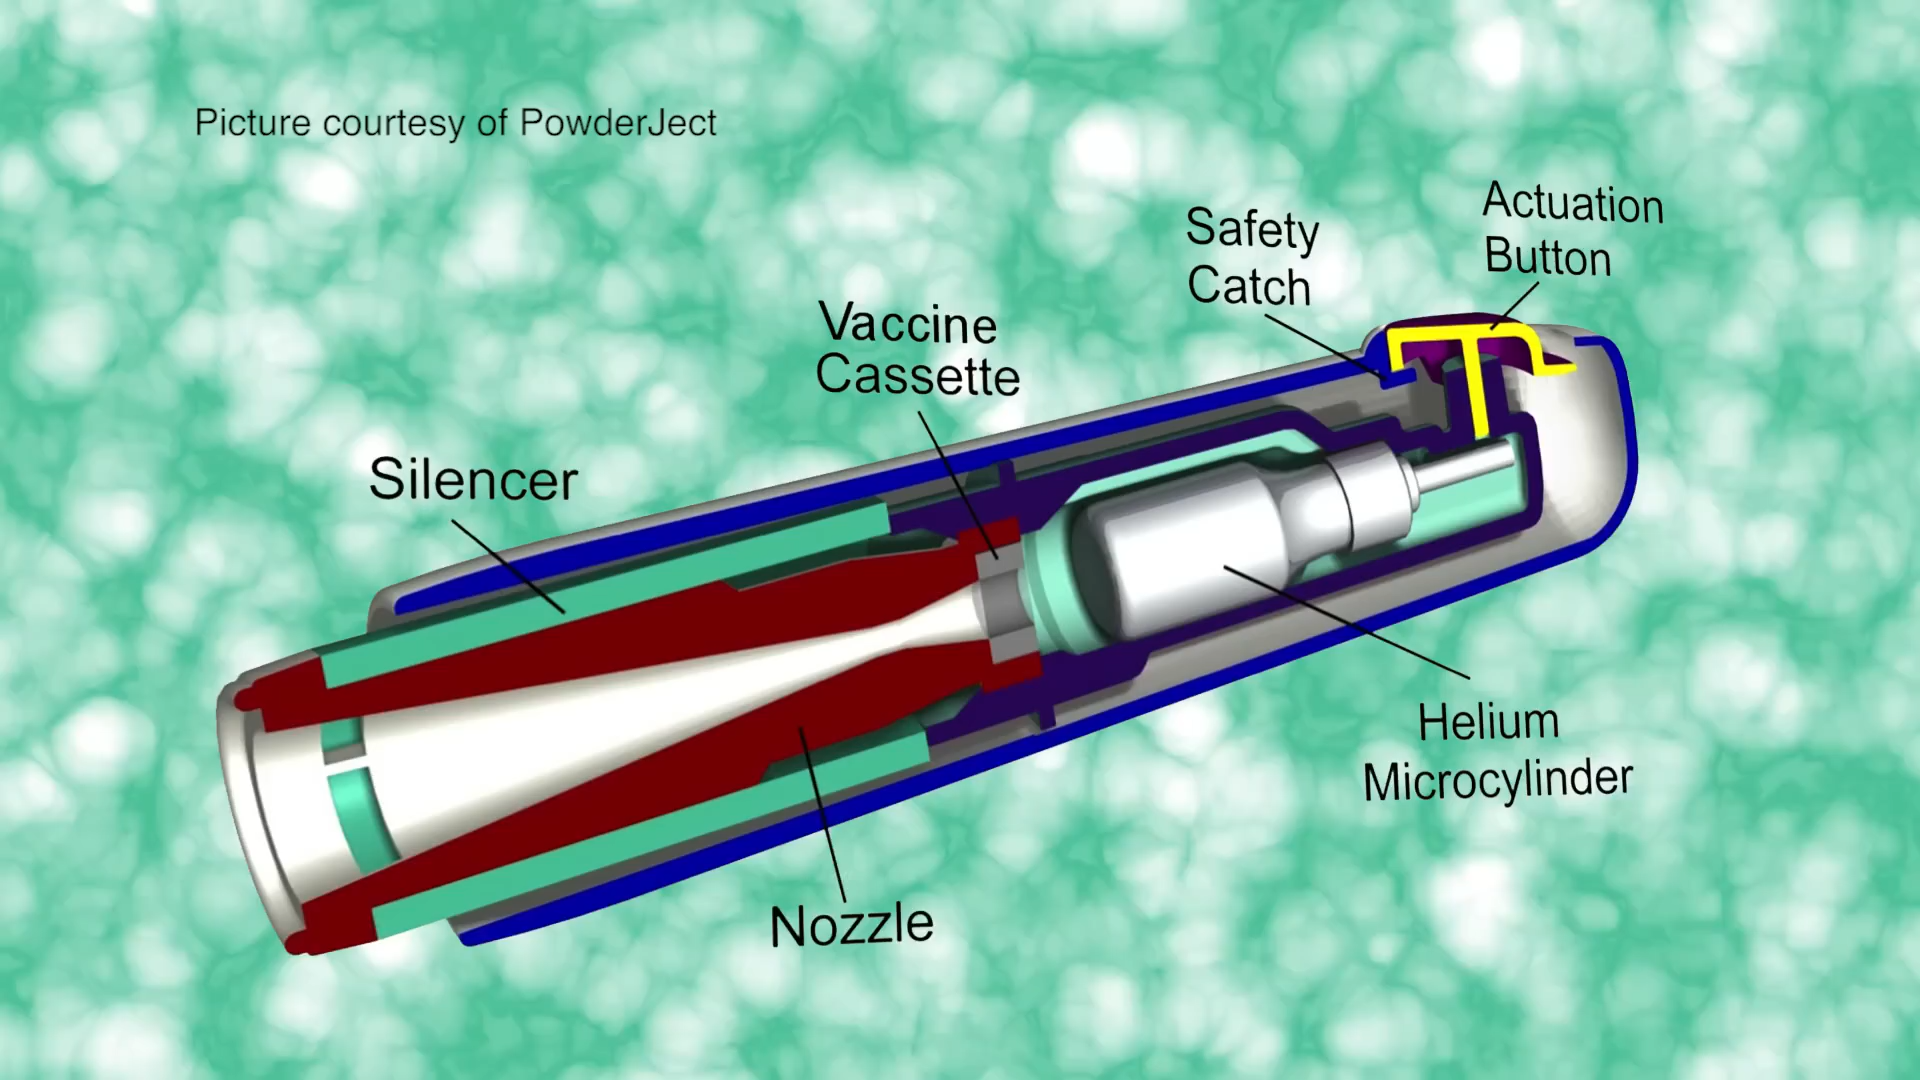 Picture courtesy of PowderJect
Actuation
Button
Safety
Catch
Vaccine
Cassette
Silencer
Helium
Microcylinder
Nozzle